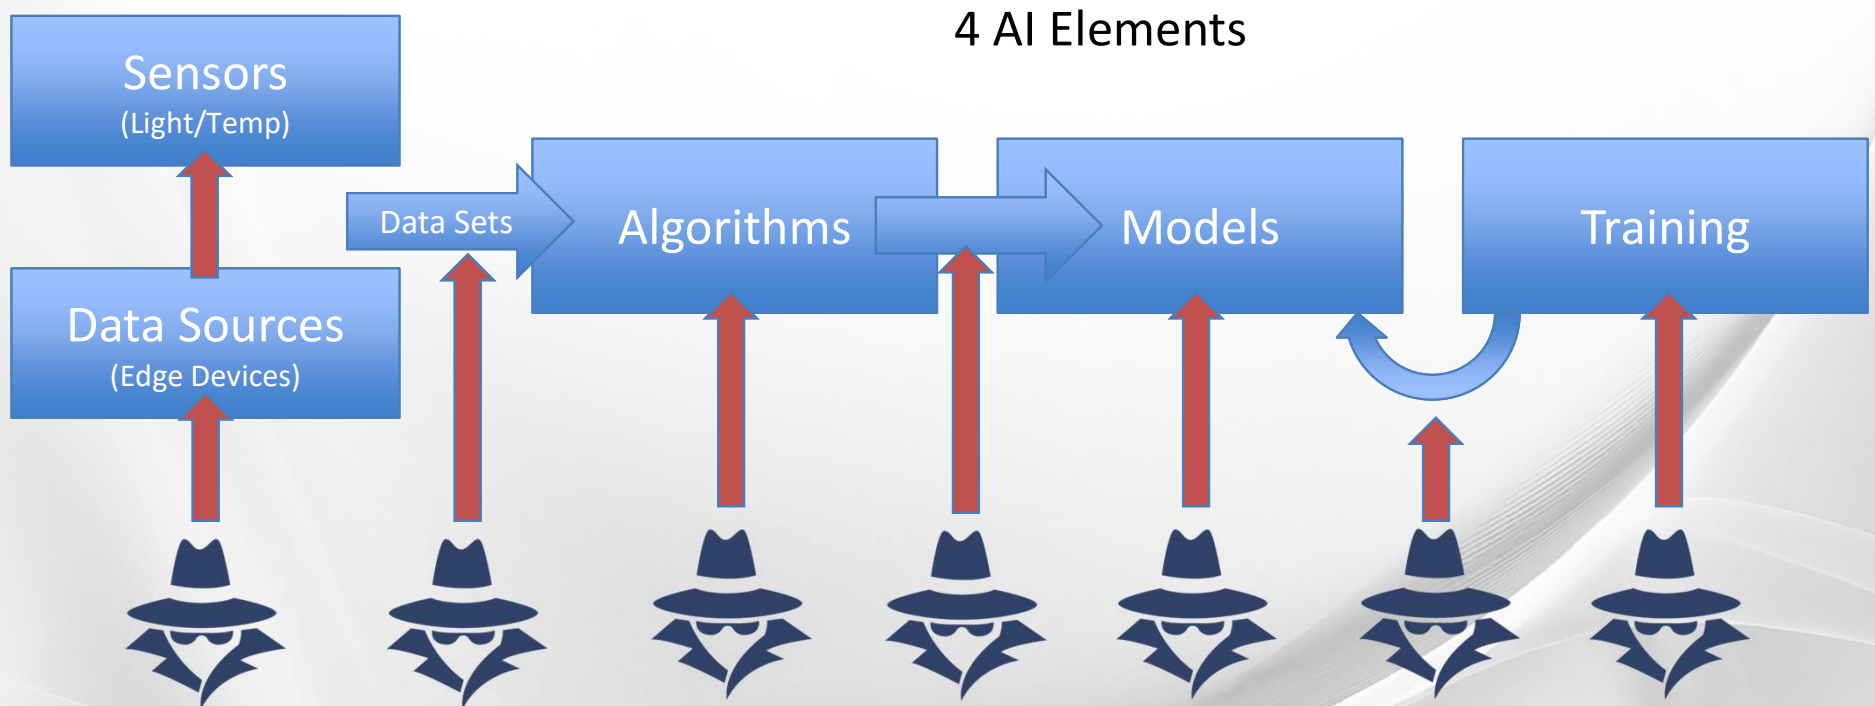 4 AI Elements
Sensors
(Light/Temp)
Data Sources
(Edge Devices)
Data Sets
Algorithms
Models
Training